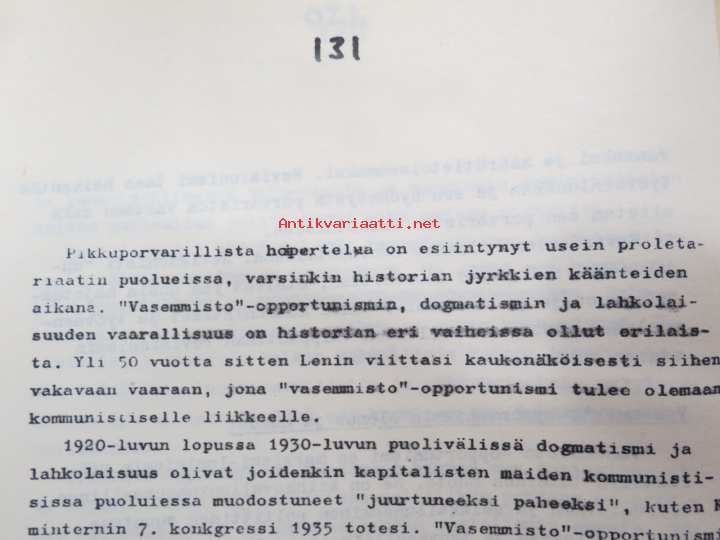 131
Antikvariaatti.net
Pikkuporvarillista hoipertelua on esiintynyt usein proleta-
riaatin puolueissa, varsinkin historian jyrkkien käänteiden
aikana. "Vasemmisto"-opportunismin, dogmatismin ja lahkolai-
suuden vaarallisuus on historian eri vaiheissa ollut erilais-
ta. Yli 50 vuotta sitten Lenin viittasi kaukonäköisesti siihen
vakavaan vaaraan, jona "vasemmisto"-opportunismi tulee olemaan
kommunistiselle liikkeelle.
1920-luvun lopussa 1930-luvun puolivälissä dogmatismi ja
lahkolaisuus olivat joidenkin kapitalisten maiden kommunisti-
sissa puoluiessa muodostuneet "juurtuneeksi paheeksi", kuten K
minternin 7. konkgressi 1935 totesi. "Vasemmisto"-opportunismi